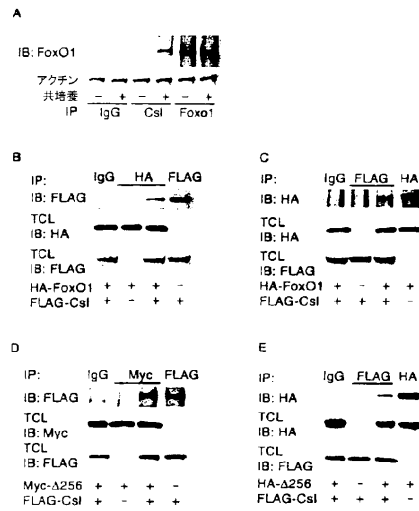 A
IB: FoxO1
アクチン
共培養 - + - + - +
IP IgG Csl Foxo1
B
IP: IgG HA FLAG
IB: FLAG
TCL
IB: HA
TCL
IB: FLAG
HA-FoxO1 + + + -
FLAG-Csl + - + +
C
IP: IgG FLAG HA
IB: HA
TCL
IB: HA
TCL
IB: FLAG
HA-FoxO1 + - + +
FLAG-Csl + + + -
D
IP: IgG Myc FLAG
IB: FLAG
TCL
IB: Myc
TCL
IB: FLAG
Myc-Δ256 + + + -
FLAG-Csl + - + +
E
IP: IgG FLAG HA
IB: HA
TCL
IB: HA
TCL
IB: FLAG
HA-Δ256 + - + +
FLAG-Csl + + + -